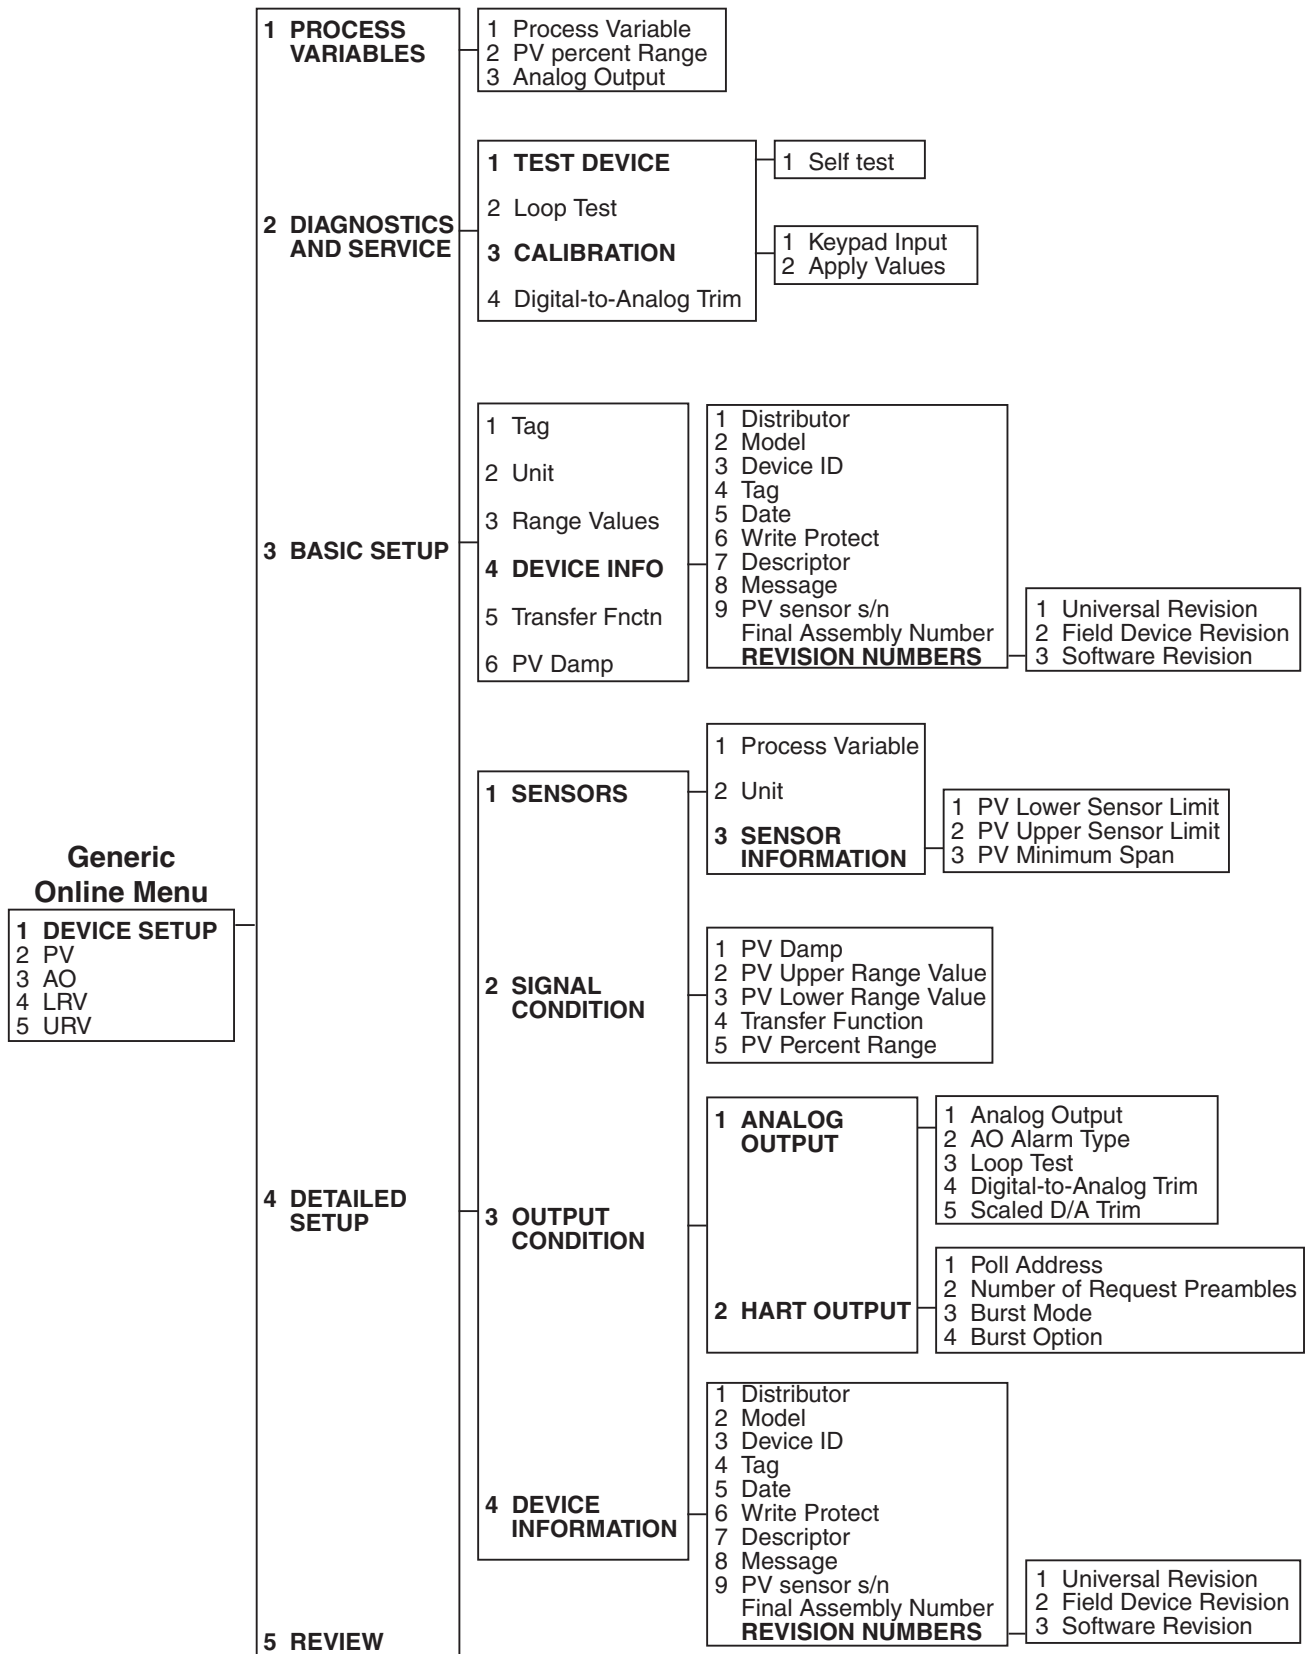 Generic
Online Menu
1 DEVICE SETUP
2 PV
3 AO
4 LRV
5 URV
1 PROCESS
VARIABLES
1 Process Variable
2 PV percent Range
3 Analog Output
2 DIAGNOSTICS
AND SERVICE
1 TEST DEVICE
2 Loop Test
3 CALIBRATION
4 Digital-to-Analog Trim
1 Self test
1 Keypad Input
2 Apply Values
3 BASIC SETUP
1 Tag
2 Unit
3 Range Values
4 DEVICE INFO
5 Transfer Fnctn
6 PV Damp
1 Distributor
2 Model
3 Device ID
4 Tag
5 Date
6 Write Protect
7 Descriptor
8 Message
9 PV sensor s/n
Final Assembly Number
REVISION NUMBERS
1 Universal Revision
2 Field Device Revision
3 Software Revision
4 DETAILED
SETUP
1 SENSORS
1 Process Variable
2 Unit
3 SENSOR
INFORMATION
1 PV Lower Sensor Limit
2 PV Upper Sensor Limit
3 PV Minimum Span
2 SIGNAL
CONDITION
1 PV Damp
2 PV Upper Range Value
3 PV Lower Range Value
4 Transfer Function
5 PV Percent Range
3 OUTPUT
CONDITION
1 ANALOG
OUTPUT
1 Analog Output
2 AO Alarm Type
3 Loop Test
4 Digital-to-Analog Trim
5 Scaled D/A Trim
2 HART OUTPUT
1 Poll Address
2 Number of Request Preambles
3 Burst Mode
4 Burst Option
4 DEVICE
INFORMATION
1 Distributor
2 Model
3 Device ID
4 Tag
5 Date
6 Write Protect
7 Descriptor
8 Message
9 PV sensor s/n
Final Assembly Number
REVISION NUMBERS
1 Universal Revision
2 Field Device Revision
3 Software Revision
5 REVIEW